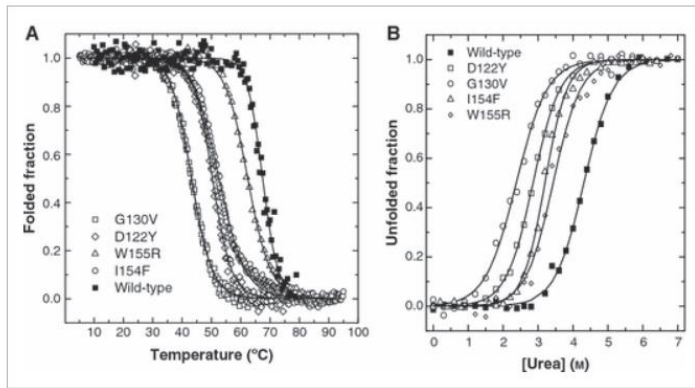 A
Folded fraction
1.0
0.8
0.6
0.4
0.2
0.0
G130V
D122Y
W155R
I154F
Wild-type
10 20 30 40 50 60 70 80 90 100
Temperature (°C)
B
Unfolded fraction
1.0
0.8
0.6
0.4
0.2
0.0
Wild-type
D122Y
G130V
I154F
W155R
0 1 2 3 4 5 6 7
[Urea] (M)